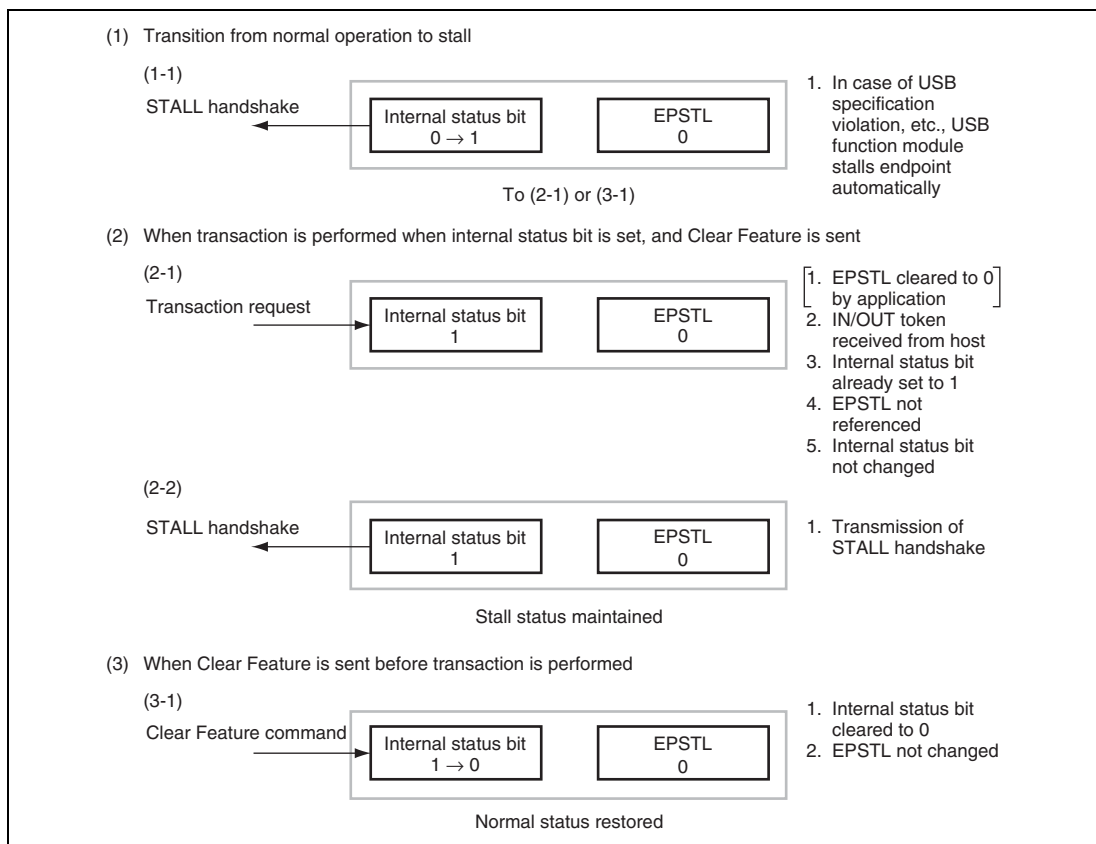 (1) Transition from normal operation to stall
(1-1)
STALL handshake
Internal status bit
0 → 1
EPSTL
0
To (2-1) or (3-1)
1. In case of USB
specification
violation, etc., USB
function module
stalls endpoint
automatically
(2) When transaction is performed when internal status bit is set, and Clear Feature is sent
(2-1)
Transaction request
Internal status bit
1
EPSTL
0
1. EPSTL cleared to 0
by application
2. IN/OUT token
received from host
3. Internal status bit
already set to 1
4. EPSTL not
referenced
5. Internal status bit
not changed
(2-2)
STALL handshake
Internal status bit
1
EPSTL
0
1. Transmission of
STALL handshake
Stall status maintained
(3) When Clear Feature is sent before transaction is performed
(3-1)
Clear Feature command
Internal status bit
1 → 0
EPSTL
0
1. Internal status bit
cleared to 0
2. EPSTL not changed
Normal status restored